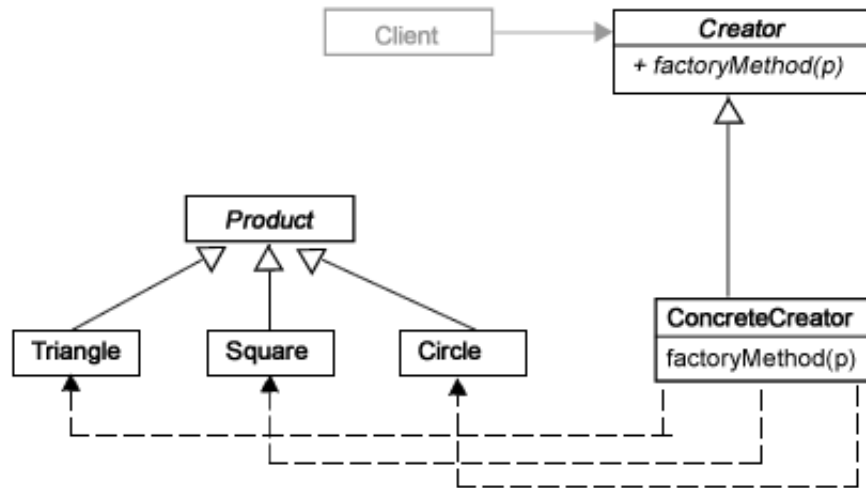 Client
Creator
+ factoryMethod(p)
Product
ConcreteCreator
factoryMethod(p)
Triangle
Square
Circle